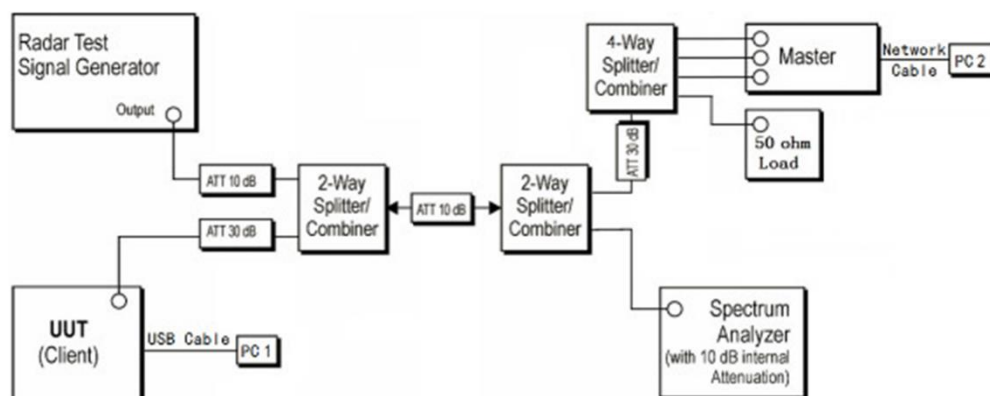 Radar Test
Signal Generator
Output
ATT 10 dB
ATT 30 dB
2-Way
Splitter/
Combiner
ATT 10 dB
2-Way
Splitter/
Combiner
4-Way
Splitter/
Combiner
ATT 30 dB
Master
Network
Cable
PC 2
50 ohm
Load
UUT
(Client)
USB Cable
PC 1
Spectrum
Analyzer
(with 10 dB internal
Attenuation)